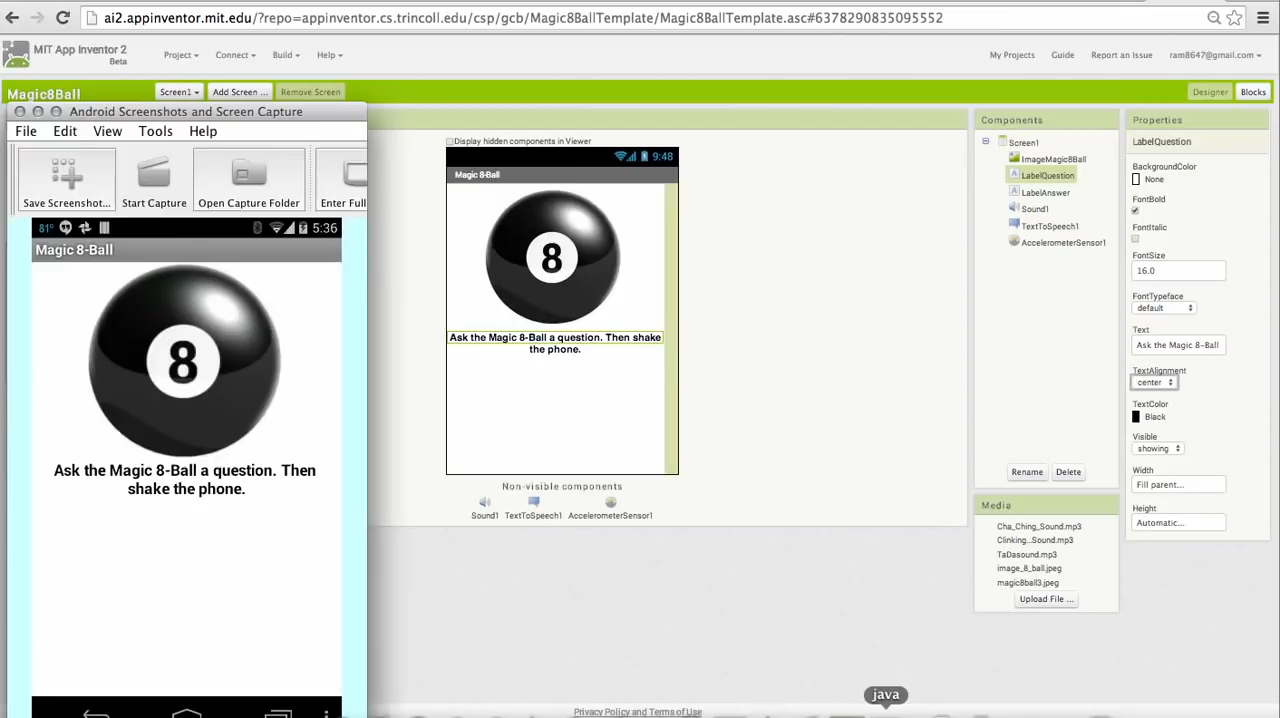 ai2.appinventor.mit.edu/?repo=appinventor.cs.trincoll.edu/csp/gcb/Magic8BallTemplate/Magic8BallTemplate.asc#6378290835095552
MIT App Inventor 2
Beta
Project
Connect
Build
Help
My Projects
Guide
Report an Issue
ram8647@gmail.com
Magic8Ball
Screen1
Add Screen ...
Remove Screen
Designer
Blocks
Android Screenshots and Screen Capture
File
Edit
View
Tools
Help
Save Screenshot...
Start Capture
Open Capture Folder
Enter Full
81°
5:36
Magic 8-Ball
8
Ask the Magic 8-Ball a question. Then
shake the phone.
Display hidden components in Viewer
9:48
Magic 8-Ball
8
Ask the Magic 8-Ball a question. Then shake
the phone.
Non-visible components
Sound1
TextToSpeech1
AccelerometerSensor1
Components
Screen1
ImageMagic8Ball
LabelQuestion
LabelAnswer
Sound1
TextToSpeech1
AccelerometerSensor1
Rename
Delete
Media
Cha_Ching_Sound.mp3
Clinking...Sound.mp3
TaDasound.mp3
image_8_ball.jpeg
magic8ball3.jpeg
Upload File ...
Properties
LabelQuestion
BackgroundColor
None
FontBold
FontItalic
FontSize
16.0
FontTypeface
default
Text
Ask the Magic 8-Ball
TextAlignment
center
TextColor
Black
Visible
showing
Width
Fill parent...
Height
Automatic...
java
Privacy Policy and Terms of Use